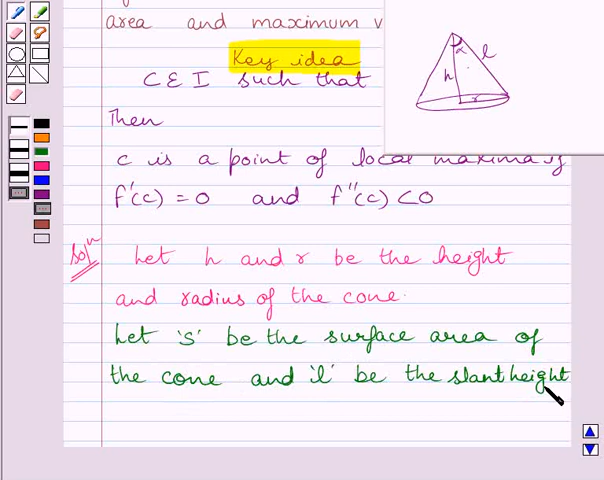 area and maximum v
Key idea
C E I such that
Then
c is a point of local maxima if
f'(c) = 0 and f''(c) < 0
Solⁿ Let h and r be the height
and radius of the cone.
Let 's' be the surface area of
the cone and 'l' be the slant height
α l
h
r